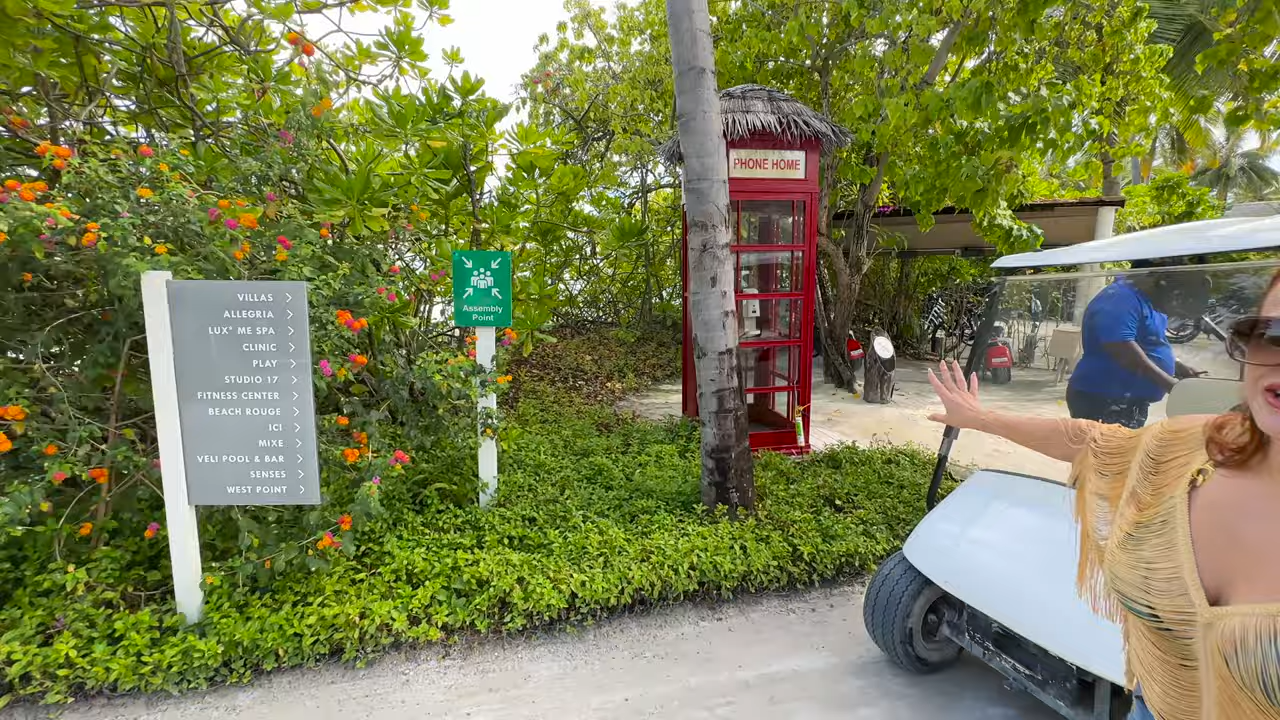 VILLAS
ALLEGRIA
LUX* ME SPA
CLINIC
PLAY
STUDIO 17
FITNESS CENTER
BEACH ROUGE
ICI
MIXE
VELI POOL & BAR
SENSES
WEST POINT
Assembly
Point
PHONE HOME